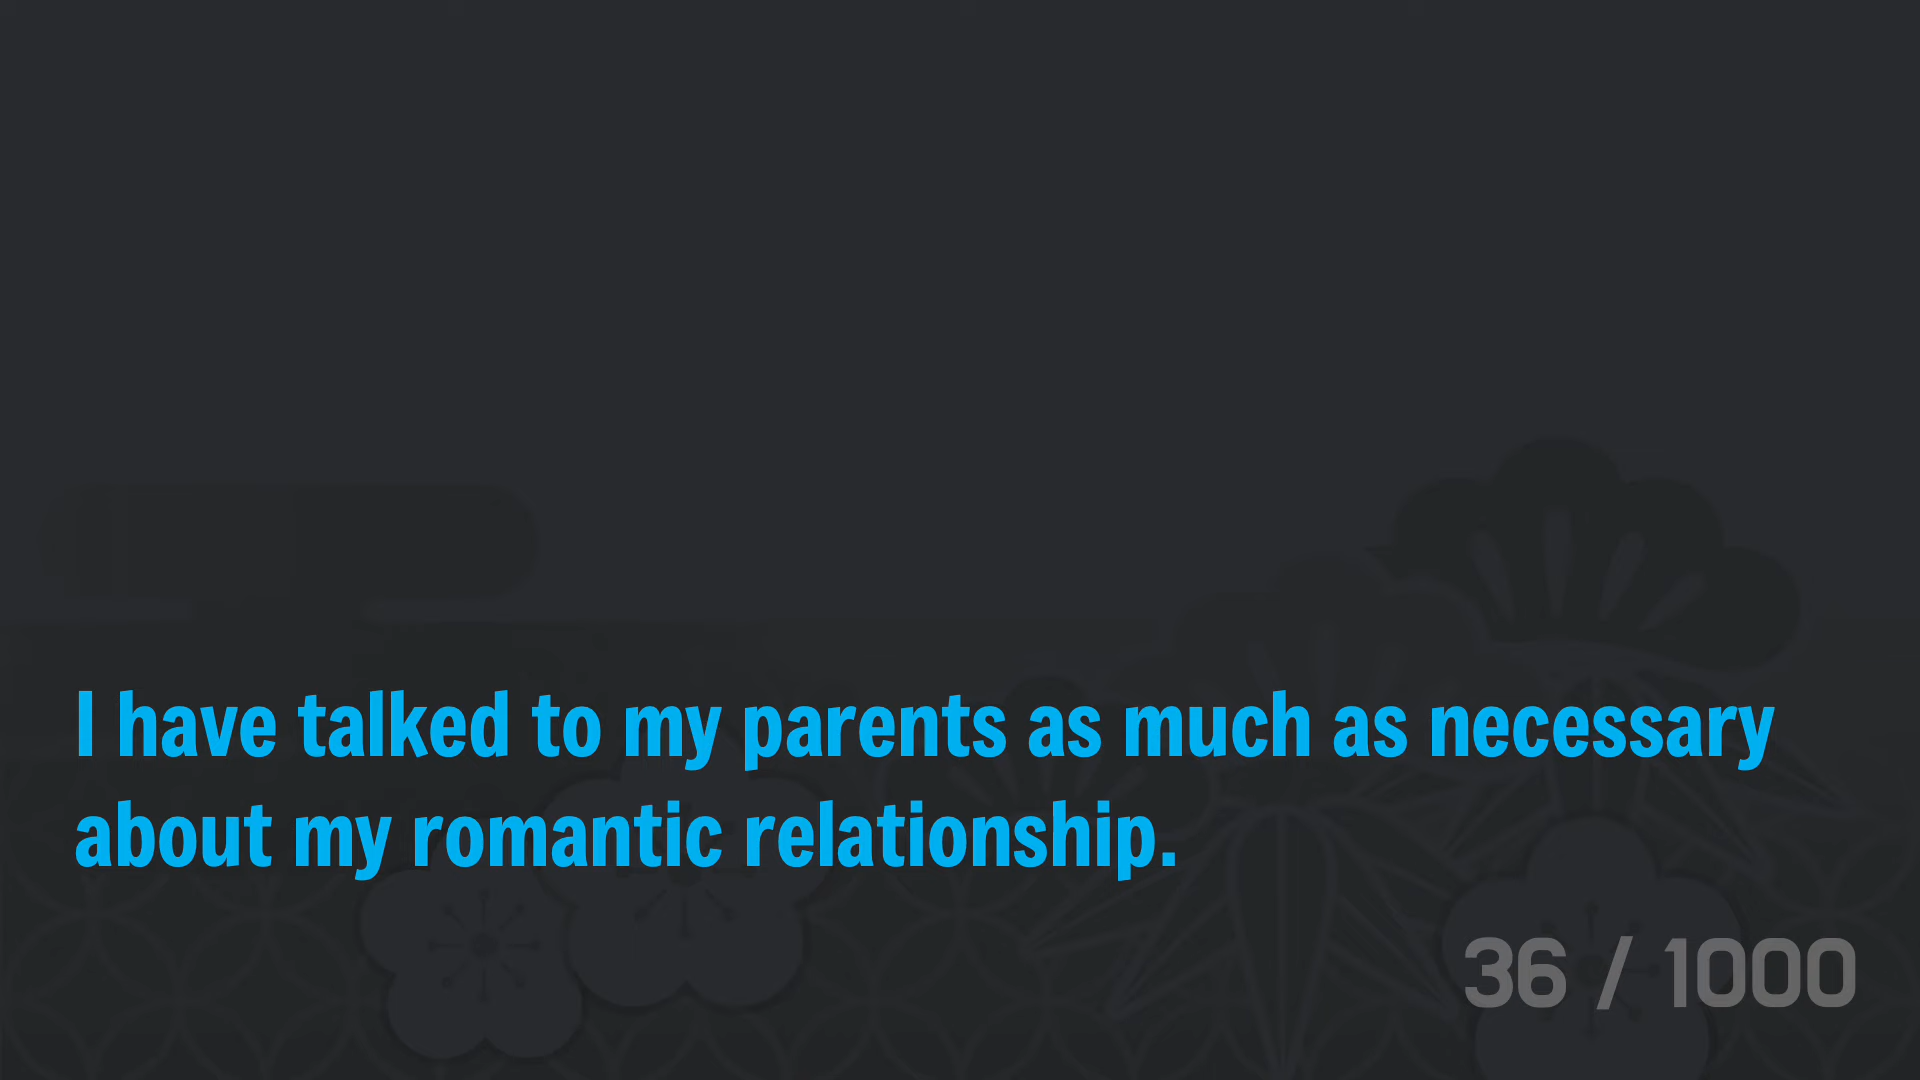 I have talked to my parents as much as necessary
about my romantic relationship.
36 / 1000